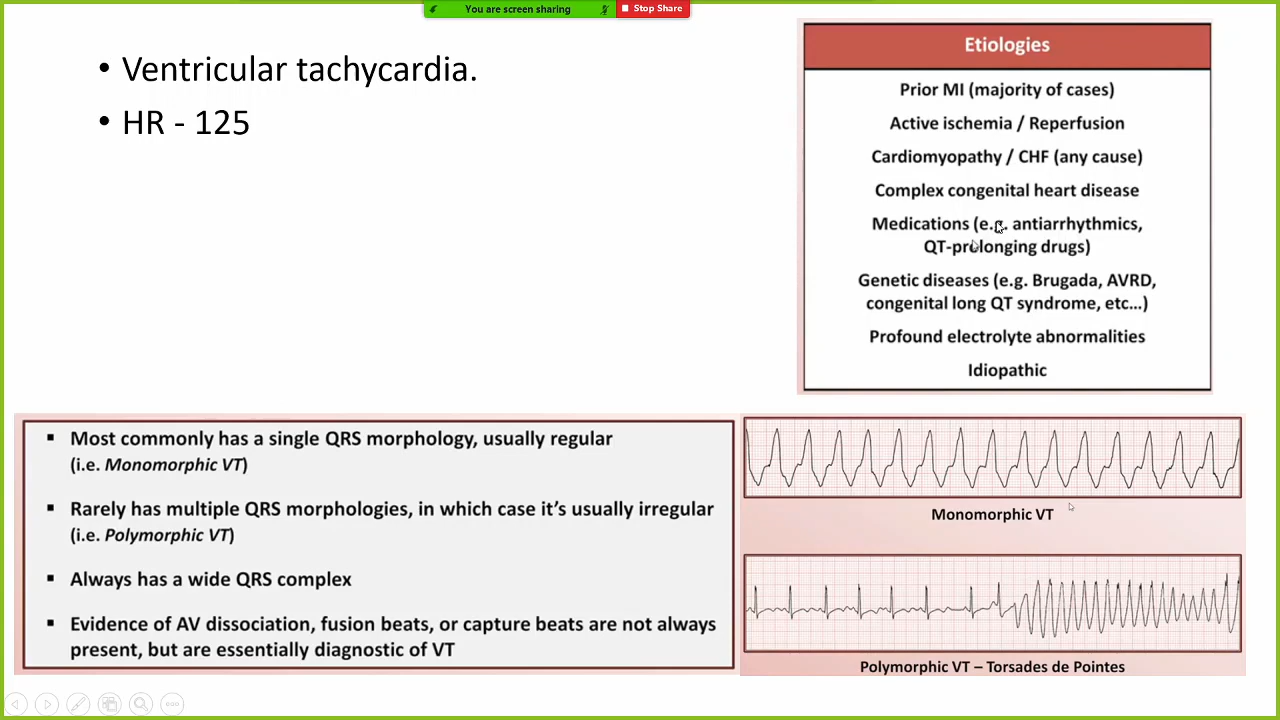 You are screen sharing
Stop Share
• Ventricular tachycardia.
• HR - 125
Etiologies
Prior MI (majority of cases)
Active ischemia / Reperfusion
Cardiomyopathy / CHF (any cause)
Complex congenital heart disease
Medications (e.g. antiarrhythmics,
QT-prolonging drugs)
Genetic diseases (e.g. Brugada, AVRD,
congenital long QT syndrome, etc…)
Profound electrolyte abnormalities
Idiopathic
▪ Most commonly has a single QRS morphology, usually regular
(i.e. Monomorphic VT)
▪ Rarely has multiple QRS morphologies, in which case it’s usually irregular
(i.e. Polymorphic VT)
▪ Always has a wide QRS complex
▪ Evidence of AV dissociation, fusion beats, or capture beats are not always
present, but are essentially diagnostic of VT
Monomorphic VT
Polymorphic VT – Torsades de Pointes